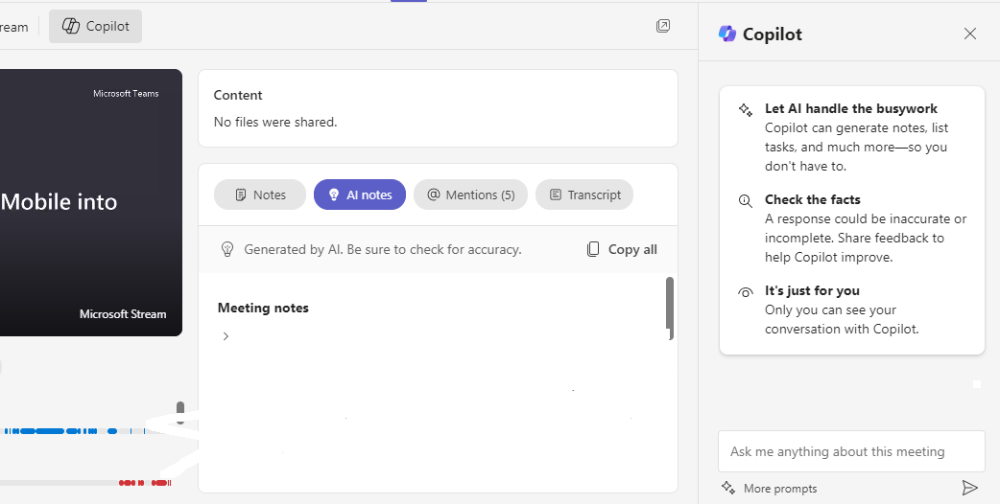 ream
Copilot
Microsoft Teams
Mobile into
Microsoft Stream
Content
No files were shared.
Notes
AI notes
Mentions (5)
Transcript
Generated by AI. Be sure to check for accuracy.
Copy all
Meeting notes
Copilot
Let AI handle the busywork
Copilot can generate notes, list
tasks, and much more—so you
don't have to.
Check the facts
A response could be inaccurate or
incomplete. Share feedback to
help Copilot improve.
It's just for you
Only you can see your
conversation with Copilot.
Ask me anything about this meeting
More prompts